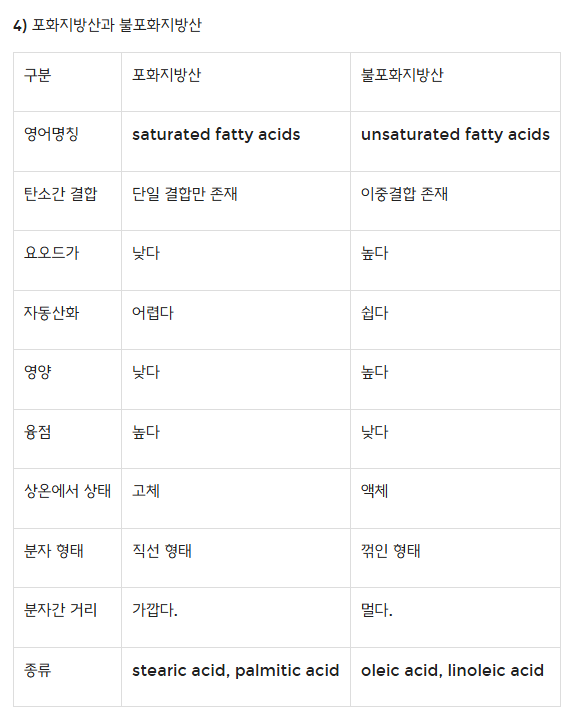 4) 포화지방산과 불포화지방산
구분 포화지방산 불포화지방산
영어명칭 saturated fatty acids unsaturated fatty acids
탄소간 결합 단일 결합만 존재 이중결합 존재
요오드가 낮다 높다
자동산화 어렵다 쉽다
영양 낮다 높다
융점 높다 낮다
상온에서 상태 고체 액체
분자 형태 직선 형태 꺾인 형태
분자간 거리 가깝다. 멀다.
종류 stearic acid, palmitic acid oleic acid, linoleic acid